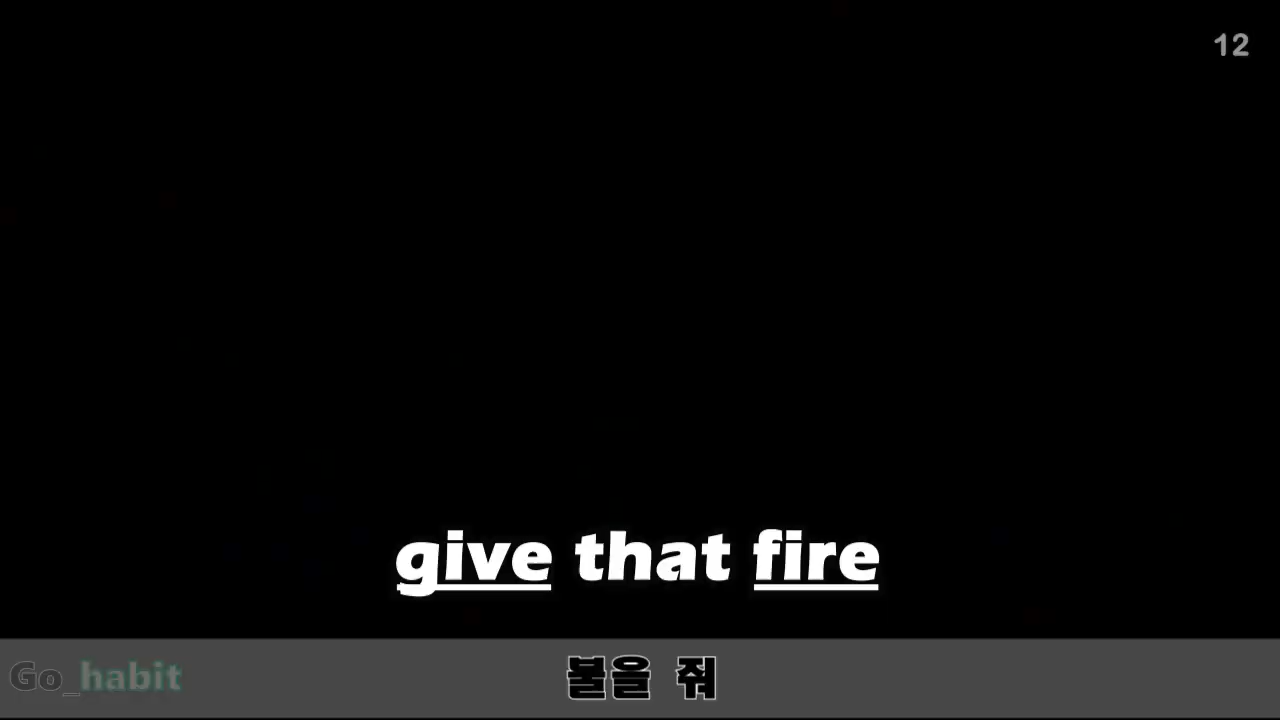 12
give that fire
불을 줘
Go_habit